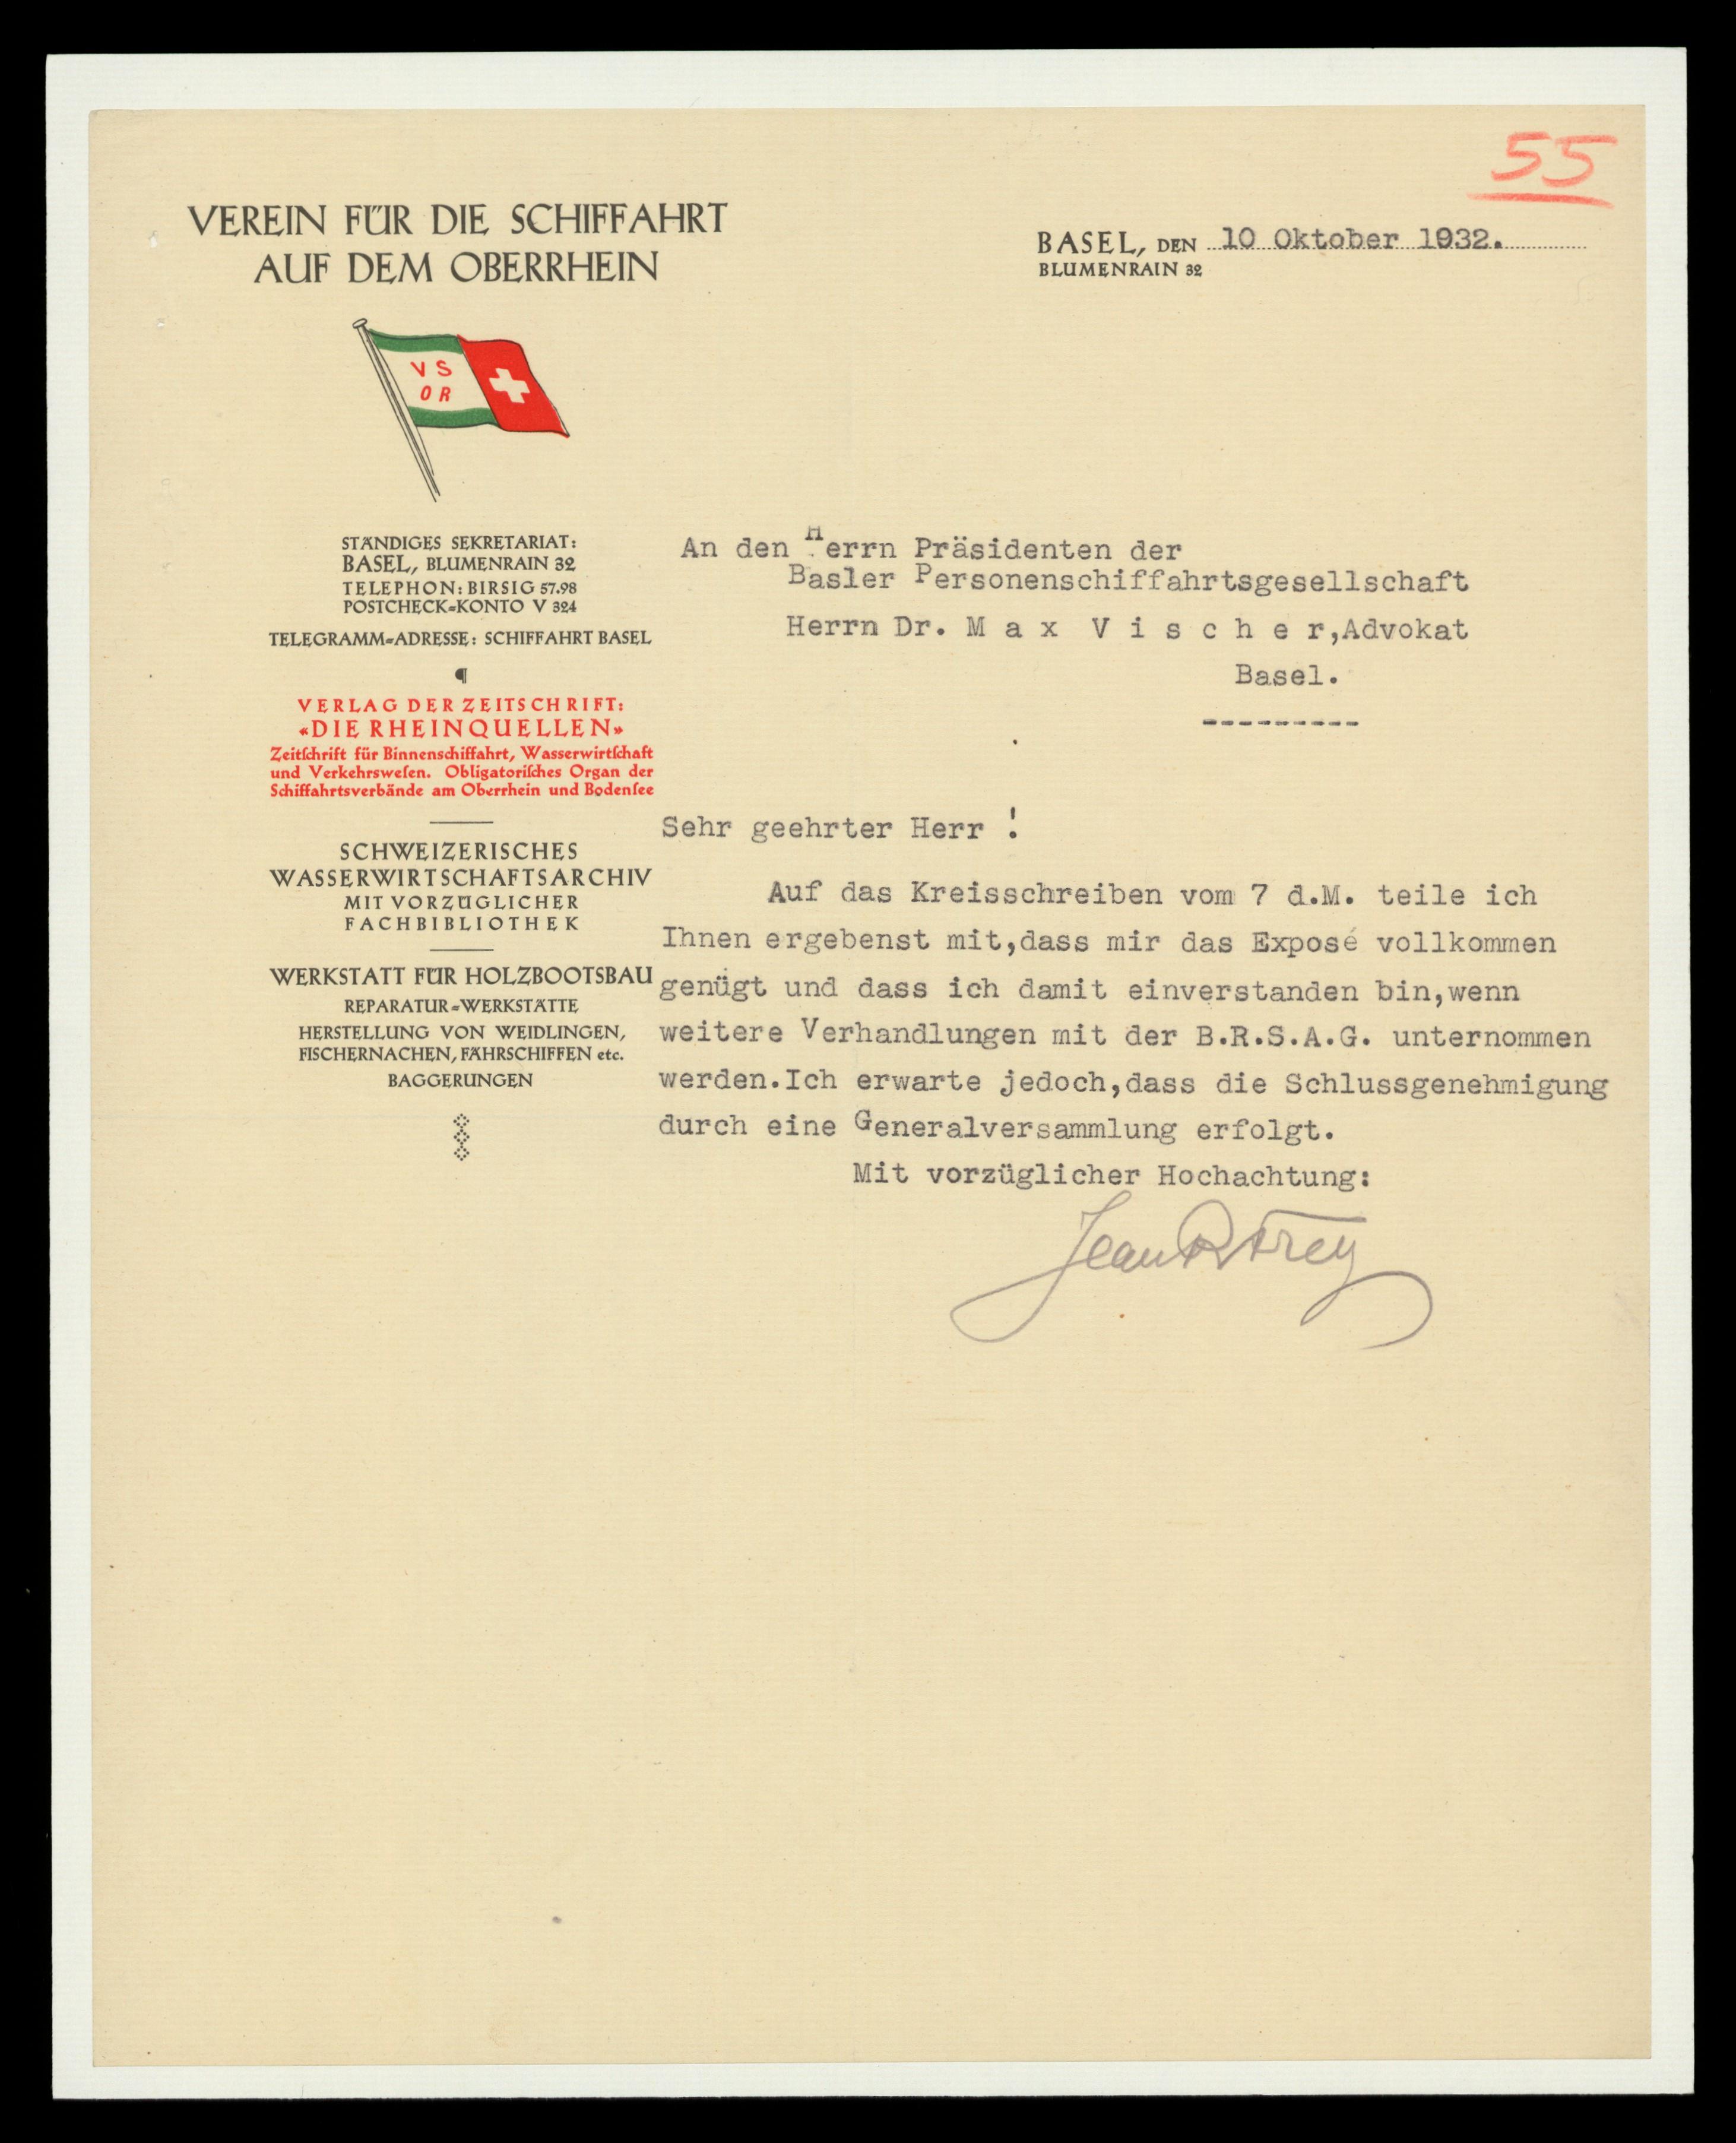 55
VEREIN FÜR DIE SCHIFFAHRT
AUF DEM OBERRHEIN
BASEL, DEN 10 Oktober 1932.
BLUMENRAIN 32
V S
O R
STÄNDIGES SEKRETARIAT:
BASEL, BLUMENRAIN 32
TELEPHON: BIRSIG 57.98
POSTCHECK=KONTO V 324
TELEGRAMM=ADRESSE: SCHIFFAHRT BASEL
¶
VERLAG DER ZEITSCHRIFT:
«DIE RHEINQUELLEN»
Zeitſchrift für Binnenschiffahrt, Wasserwirtſchaft
und Verkehrsweſen. Obligatoriſches Organ der
Schiffahrtsverbände am Oberrhein und Bodenſee
SCHWEIZERISCHES
WASSERWIRTSCHAFTSARCHIV
MIT VORZÜGLICHER
FACHBIBLIOTHEK
WERKSTATT FÜR HOLZBOOTSBAU
REPARATUR=WERKSTÄTTE
HERSTELLUNG VON WEIDLINGEN,
FISCHERNACHEN, FÄHRSCHIFFEN etc.
BAGGERUNGEN
An den Herrn Präsidenten der
Basler Personenschiffahrtsgesellschaft
Herrn Dr. M a x V i s c h e r,Advokat
Basel.
---------
Sehr geehrter Herr !
Auf das Kreisschreiben vom 7 d.M. teile ich
Ihnen ergebenst mit,dass mir das Exposé vollkommen
genügt und dass ich damit einverstanden bin,wenn
weitere Verhandlungen mit der B.R.S.A.G. unternommen
werden.Ich erwarte jedoch,dass die Schlussgenehmigung
durch eine Generalversammlung erfolgt.
Mit vorzüglicher Hochachtung:
Jean R Frey